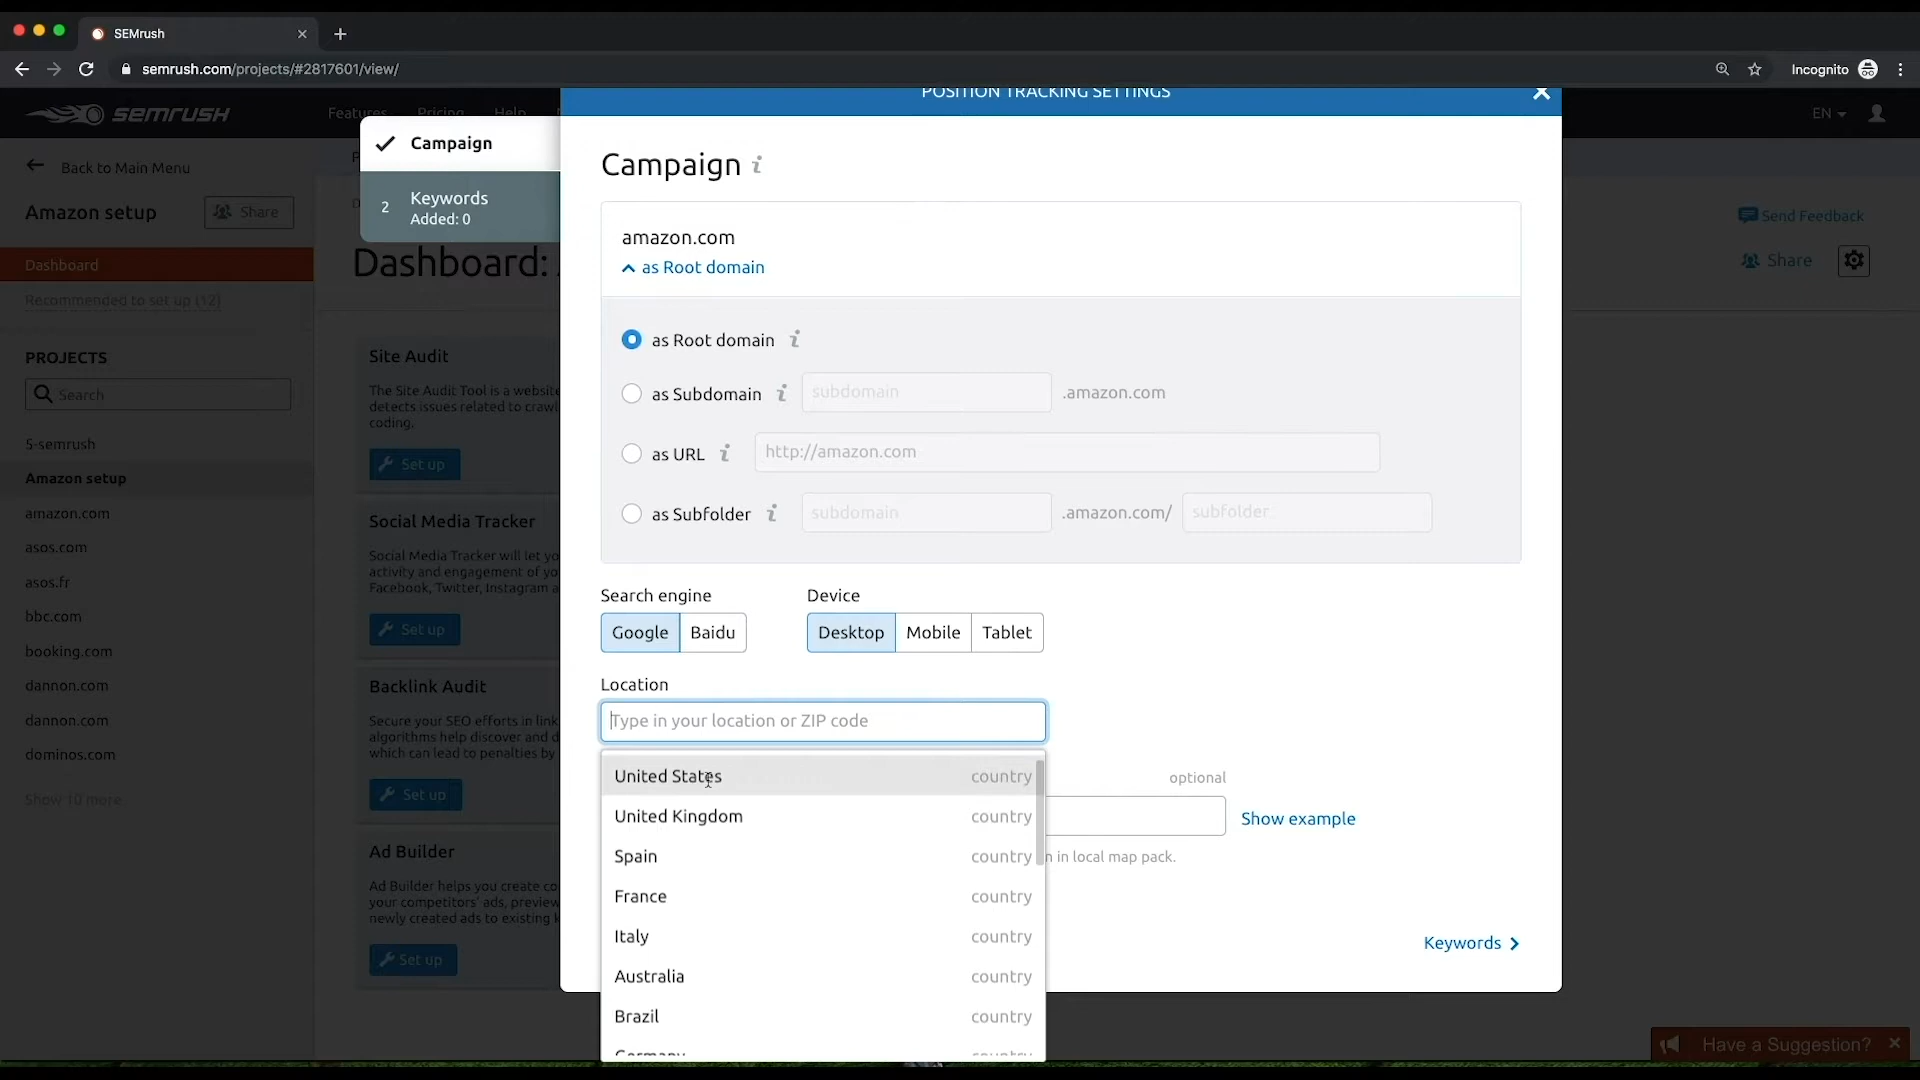 SEMrush
semrush.com/projects/#2817601/view/
Incognito
SEMRUSH
Features Pricing Help
EN
POSITION TRACKING SETTINGS
Back to Main Menu
Amazon setup
Share
Dashboard
Recommended to set up (12)
PROJECTS
Search
S-semrush
Amazon setup
amazon.com
asos.com
asos.fr
bbc.com
booking.com
dannon.com
dannon.com
dominos.com
Show 10 more
Campaign
2 Keywords
Added: 0
Dashboard:
Send Feedback
Share
Site Audit
The Site Audit Tool is a website
detects issues related to crawl
coding.
Set up
Social Media Tracker
Social Media Tracker will let yo
activity and engagement of yo
Facebook, Twitter, Instagram a
Set up
Backlink Audit
Secure your SEO efforts in link
algorithms help discover and d
which can lead to penalties by
Set up
Ad Builder
Ad Builder helps you create co
your competitors' ads, preview
newly created ads to existing k
Set up
Campaign
amazon.com
as Root domain
as Root domain
as Subdomain subdomain .amazon.com
as URL http://amazon.com
as Subfolder subdomain .amazon.com/ subfolder
Search engine Device
Google Baidu Desktop Mobile Tablet
Location
Type in your location or ZIP code
United States country
United Kingdom country
Spain country
France country
Italy country
Australia country
Brazil country
Germany country
optional
Show example
n in local map pack.
Keywords
Have a Suggestion?